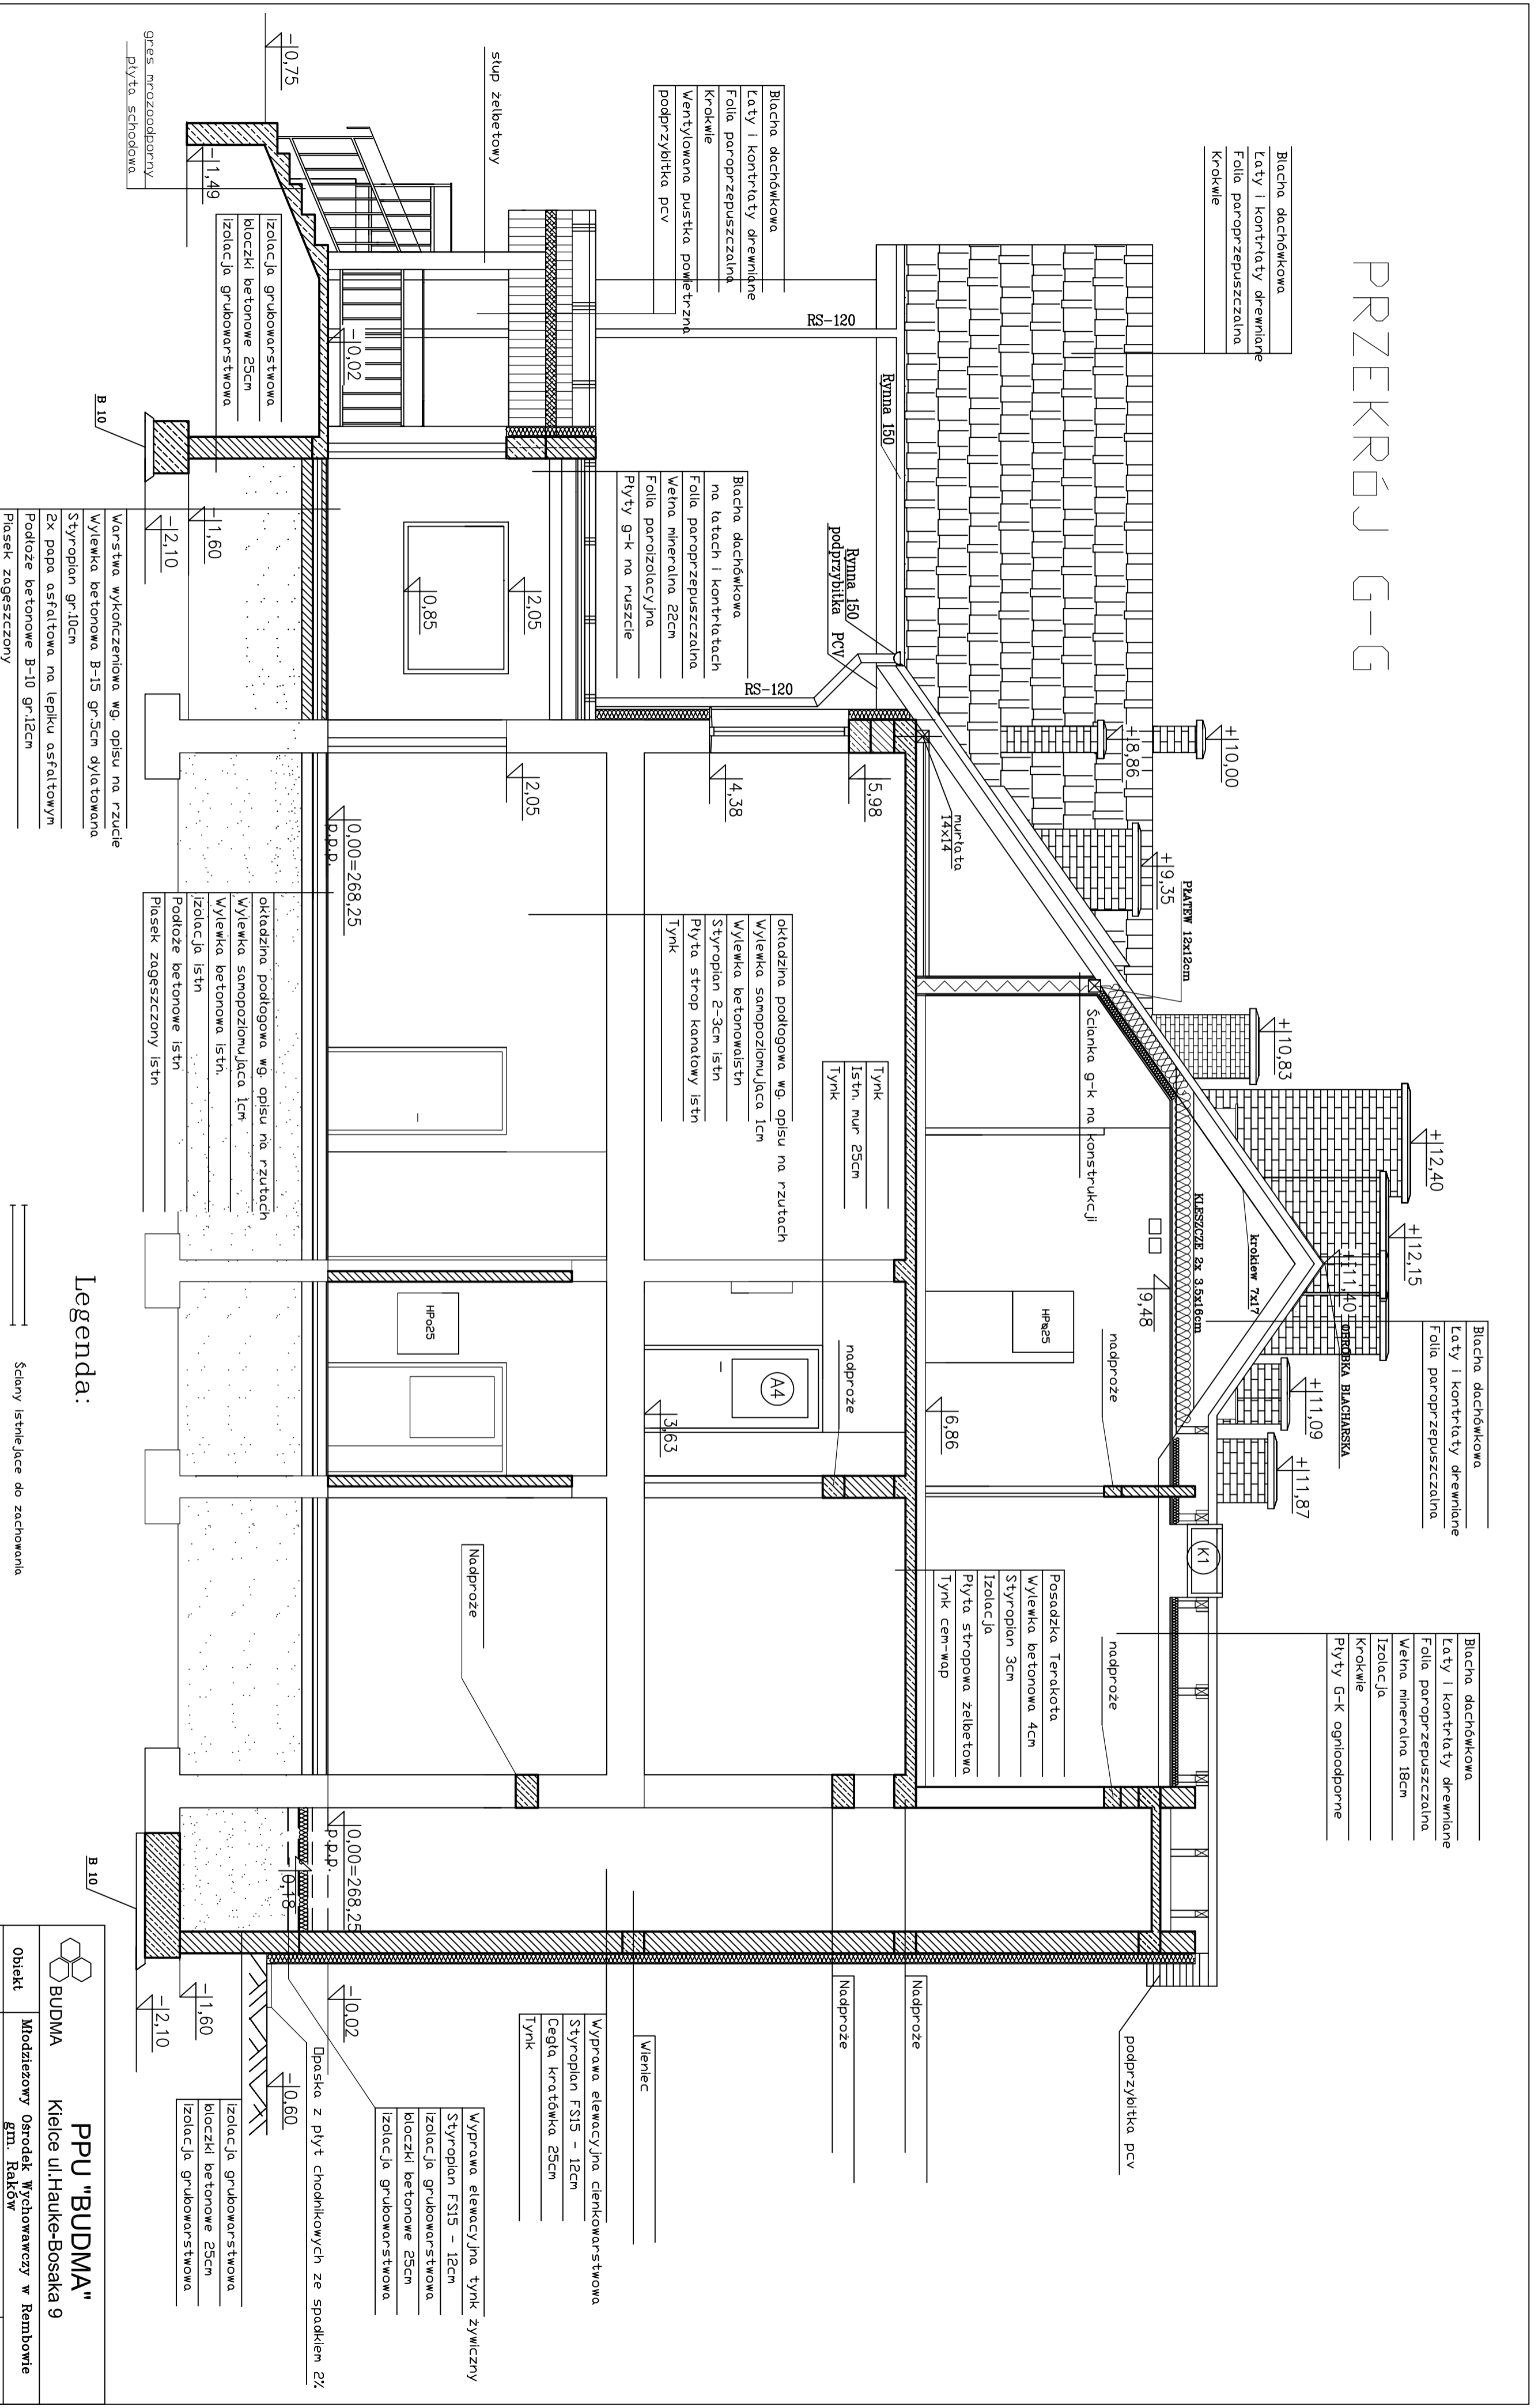 PRZEKRÓJ G-G
Blacha dachówkowa
Łaty i kontrłaty drewniane
Folia paroprzepuszczalna
Krokwie
Blacha dachówkowa
Łaty i kontrłaty drewniane
Folia paroprzepuszczalna
Krokwie
Wentylowana pustka powietrzna
podprzybitka pcv
słup żelbetowy
-0,75
gres mrozoodporny
płyta schodowa
-1,49
izolacja grubowarstwowa
bloczki betonowe 25cm
izolacja grubowarstwowa
-0,02
RS-120
Rynna 150
B 10
-1,60
-2,10
Warstwa wykończeniowa wg. opisu na rzucie
Wylewka betonowa B-15 gr.5cm dylatowana
Styropian gr.10cm
2x papa asfaltowa na lepiku asfaltowym
Podłoże betonowe B-10 gr.12cm
Piasek zagęszczony
Blacha dachówkowa
na łatach i kontrłatach
Folia paroprzepuszczalna
Wełna mineralna 22cm
Folia paroizolacyjna
Płyty g-k na ruszcie
2,05
0,85
Rynna 150
podprzybitka PCV
RS-120
+10,00
+8,86
+9,35
5,98
4,38
2,05
murłata
14x14
PŁATEW 12x12cm
0,00=268,25
p.p.p.
okładzina podłogowa wg. opisu na rzutach
Wylewka samopoziomująca 1cm
Wylewka betonowa istn.
izolacja istn
Podłoże betonowe istn
Piasek zagęszczony istn
okładzina podłogowa wg. opisu na rzutach
Wylewka samopoziomująca 1cm
Wylewka betonowaistn
Styropian 2-3cm istn
Płyta strop kanałowy istn
Tynk
Tynk
Istn. mur 25cm
Tynk
Ścianka g-k na konstrukcji
+10,83
+12,40
+12,15
+11,40
OBRÓBKA BLACHARSKA
krokiew 7x17
KLESZCZE 2x 3.5x16cm
9,48
+11,09
+11,87
Blacha dachówkowa
Łaty i kontrłaty drewniane
Folia paroprzepuszczalna
HPø25
HPo25
nadproże
nadproże
A4
6,86
3,63
K1
Blacha dachówkowa
Łaty i kontrłaty drewniane
Folia paroprzepuszczalna
Wełna mineralna 18cm
Izolacja
Krokwie
Płyty G-K ognioodporne
nadproże
Posadzka Terakota
Wylewka betonowa 4cm
Styropian 3cm
Izolacja
Płyta stropowa żelbetowa
Tynk cem-wap
Nadproże
0,00=268,25
p.p.p.
-0,18
B 10
podprzybitka pcv
Nadproże
Nadproże
Wieniec
Wyprawa elewacyjna cienkowarstwowa
Styropian FS15 - 12cm
Cegła kratówka 25cm
Tynk
Wyprawa elewacyjna tynk żywiczny
Styropian FS15 - 12cm
izolacja grubowarstwowa
bloczki betonowe 25cm
izolacja grubowarstwowa
Opaska z płyt chodnikowych ze spadkiem 2%
-0,02
-0,60
-1,60
-2,10
izolacja grubowarstwowa
bloczki betonowe 25cm
izolacja grubowarstwowa
Legenda:
Ściany istniejące do zachowania
BUDMA
PPU "BUDMA"
Kielce ul.Hauke-Bosaka 9
Obiekt
Młodzieżowy Ośrodek Wychowawczy w Rembowie
gm. Raków